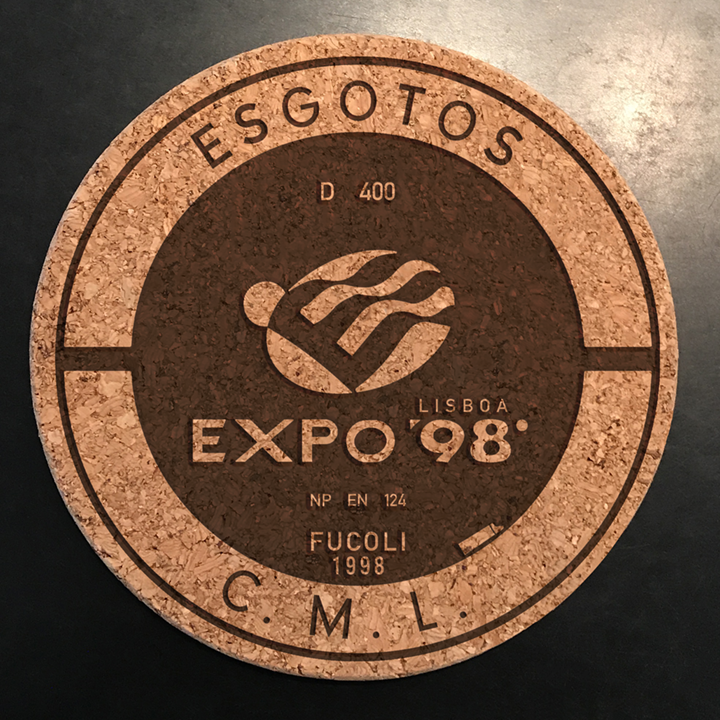 ESGOTOS
D 400
LISBOA
EXPO '98°
NP EN 124
FUCOLI
1998
C. M. L.